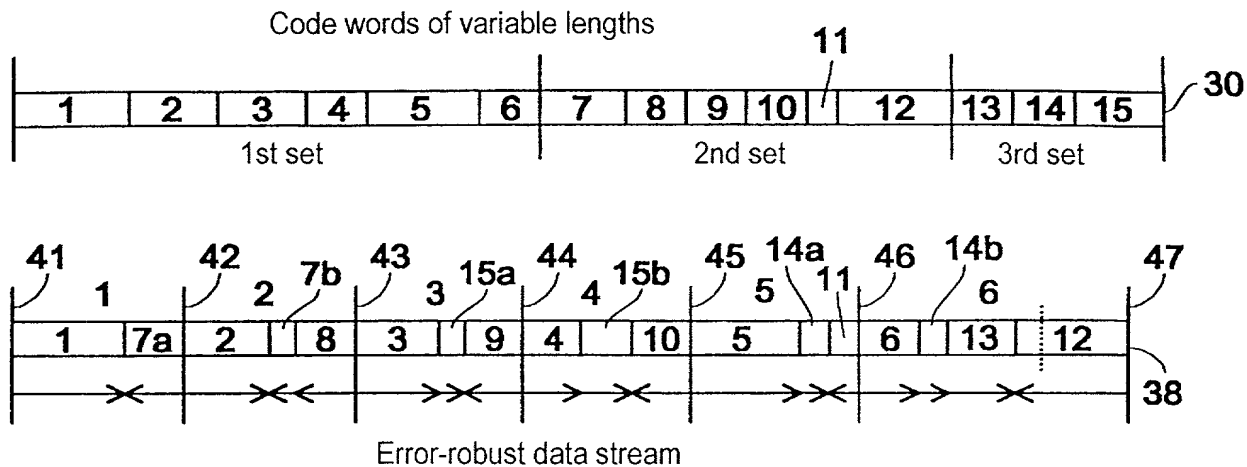 Code words of variable lengths
11
1 2 3 4 5 6 7 8 9 10 12 13 14 15 30
1st set 2nd set 3rd set
41 42 7b 43 15a 44 15b 45 14a 11 46 14b 47
1 2 3 4 5 6
1 7a 2 8 3 9 4 10 5 6 13 12
38
Error-robust data stream